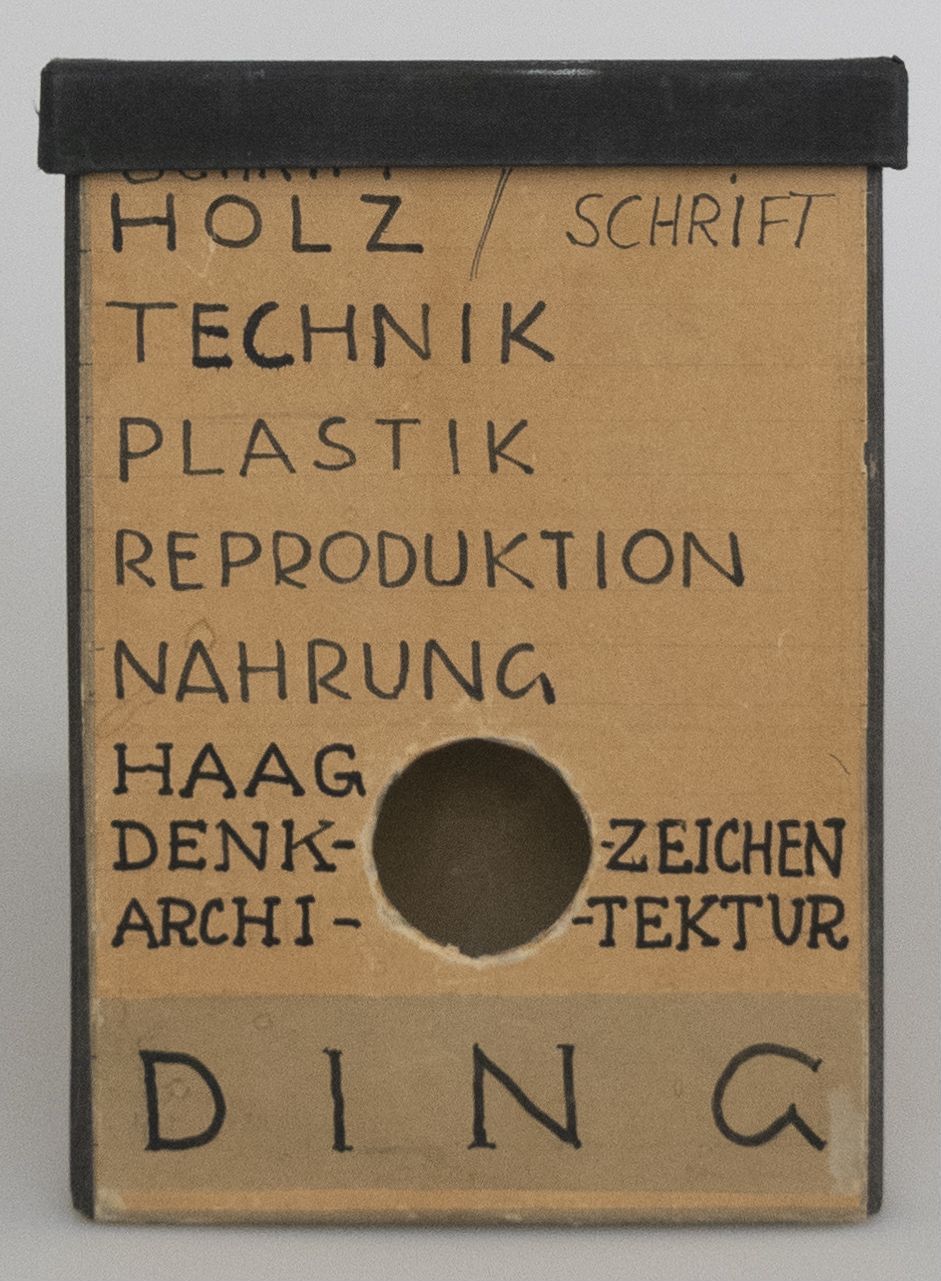 HOLZ / SCHRIFT
TECHNIK
PLASTIK
REPRODUKTION
NAHRUNG
HAAG
DENK- -ZEICHEN
ARCHI- -TEKTUR
DING